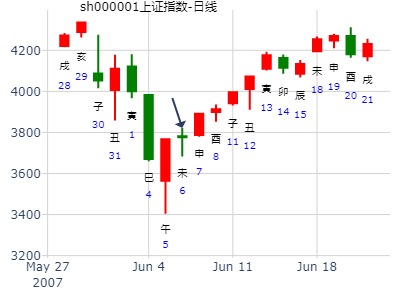 sh000001上证指数-日线
4200
4000
3800
3600
3400
3200
戌
28
亥
29
子
30
丑
31
寅
1
巳
4
午
5
未
6
申
7
酉
8
子
11
丑
12
寅
13
卯
14
辰
15
未
18
申
19
酉
20
戌
21
May 27
2007
Jun 4
Jun 11
Jun 18